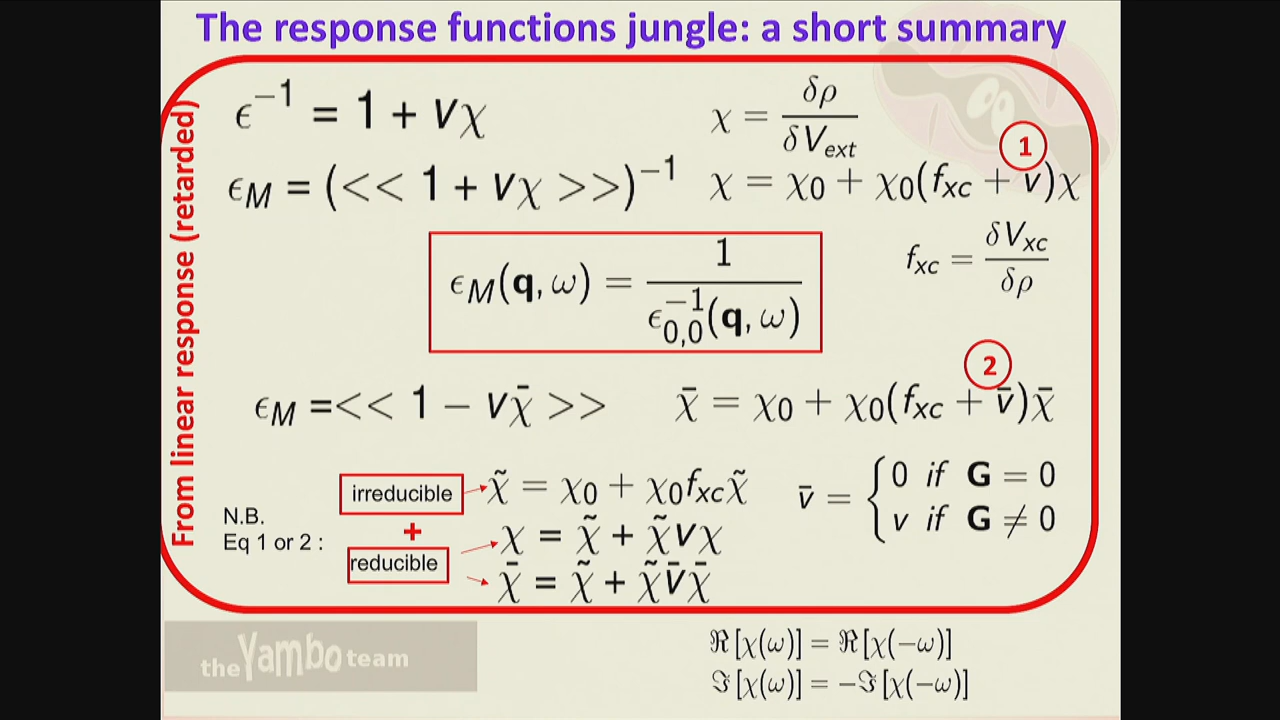 The response functions jungle: a short summary
From linear response (retarded)
ϵ⁻¹ = 1 + vχ
χ = δρ / δV_ext
1
ϵ_M = (<< 1 + vχ >>)⁻¹
χ = χ₀ + χ₀(f_xc + v)χ
f_xc = δV_xc / δρ
ϵ_M(q, ω) = 1 / ϵ⁻¹_0,0(q, ω)
2
ϵ_M =<< 1 − vχ̄ >>
χ̄ = χ₀ + χ₀(f_xc + v̄)χ̄
irreducible
χ̃ = χ₀ + χ₀f_xcχ̃
v̄ = { 0 if G = 0
v if G ≠ 0
N.B.
Eq 1 or 2 :
+
χ = χ̃ + χ̃vχ
reducible
χ̄ = χ̃ + χ̃v̄χ̄
the Yambo team
ℜ[χ(ω)] = ℜ[χ(−ω)]
ℑ[χ(ω)] = −ℑ[χ(−ω)]